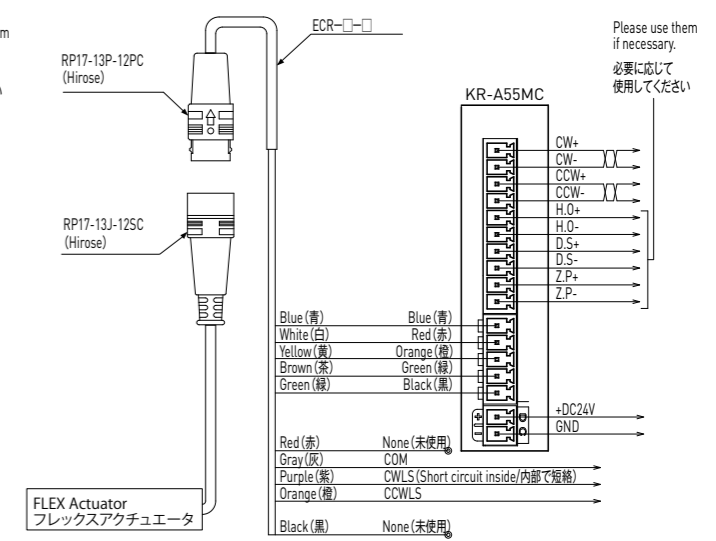 m
ECR-□-□
RP17-13P-12PC
(Hirose)
Please use them
if necessary.
必要に応じて
使用してください
KR-A55MC
CW+
CW-
CCW+
CCW-
H.O+
H.O-
D.S+
D.S-
Z.P+
Z.P-
RP17-13J-12SC
(Hirose)
Blue(青) Blue(青)
White(白) Red(赤)
Yellow(黄) Orange(橙)
Brown(茶) Green(緑)
Green(緑) Black(黒)
+ D +DC24V
- C GND
Red(赤) None(未使用)
Gray(灰) COM
Purple(紫) CWLS(Short circuit inside/内部で短絡)
Orange(橙) CCWLS
Black(黒) None(未使用)
FLEX Actuator
フレックスアクチュエータ